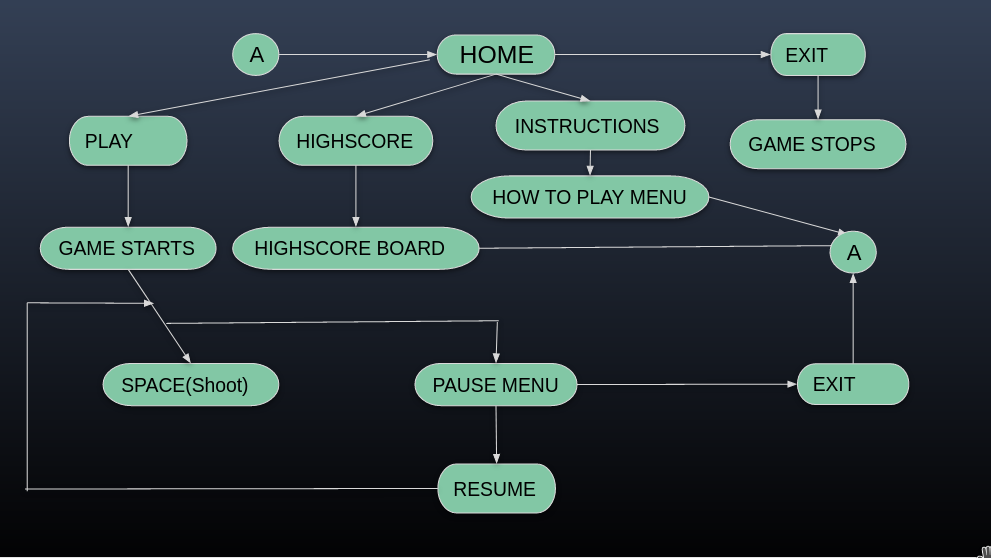 A
HOME
EXIT
PLAY
HIGHSCORE
INSTRUCTIONS
GAME STOPS
HOW TO PLAY MENU
GAME STARTS
HIGHSCORE BOARD
A
SPACE(Shoot)
PAUSE MENU
EXIT
RESUME